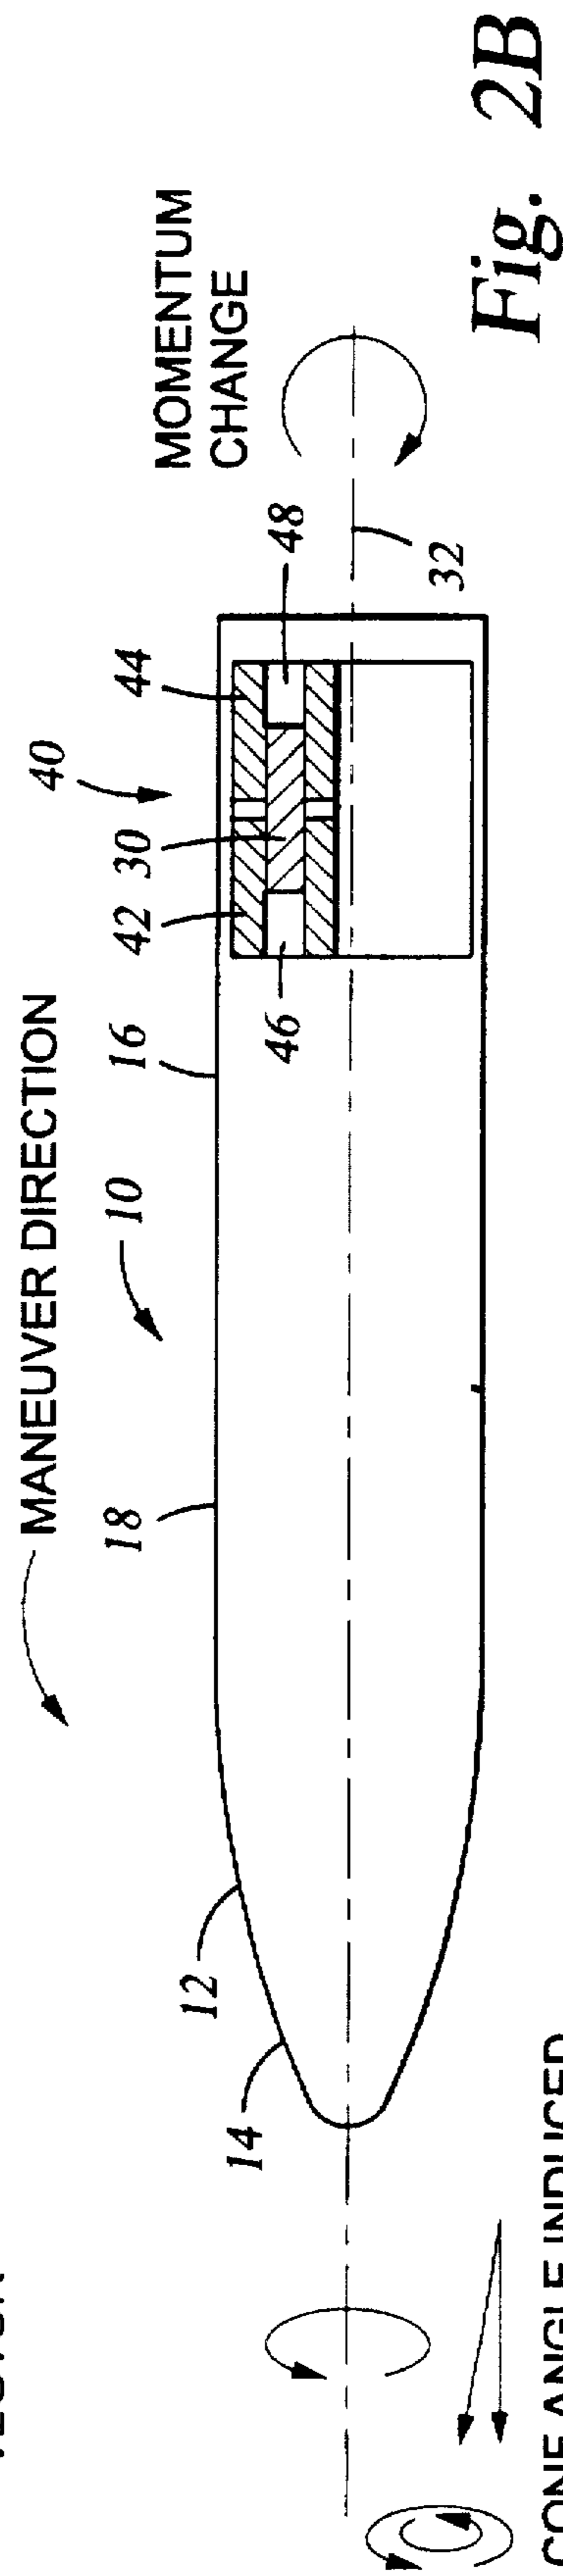 MANEUVER DIRECTION
10
12
14
18
16
42
30
40
44
46
48
32
MOMENTUM
CHANGE
CONE ANGLE INDUCED
Fig. 2B